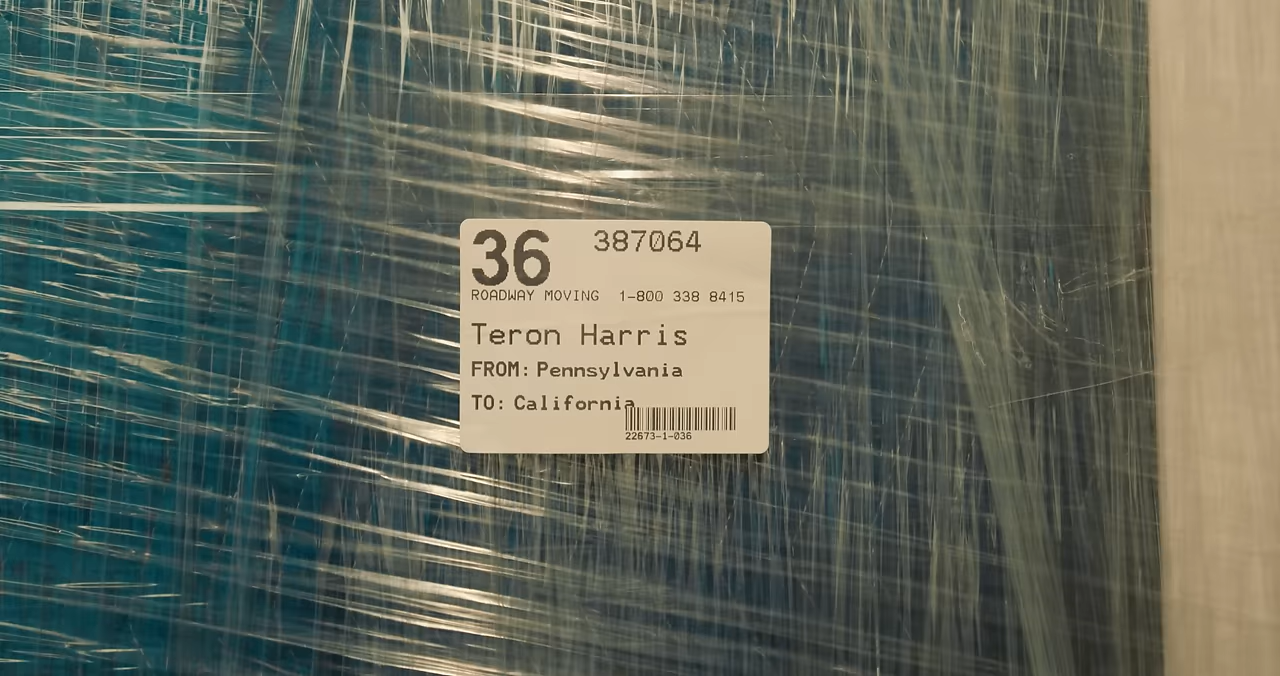 36 387064
ROADWAY MOVING 1-800 338 8415
Teron Harris
FROM: Pennsylvania
TO: California
22673-1-036